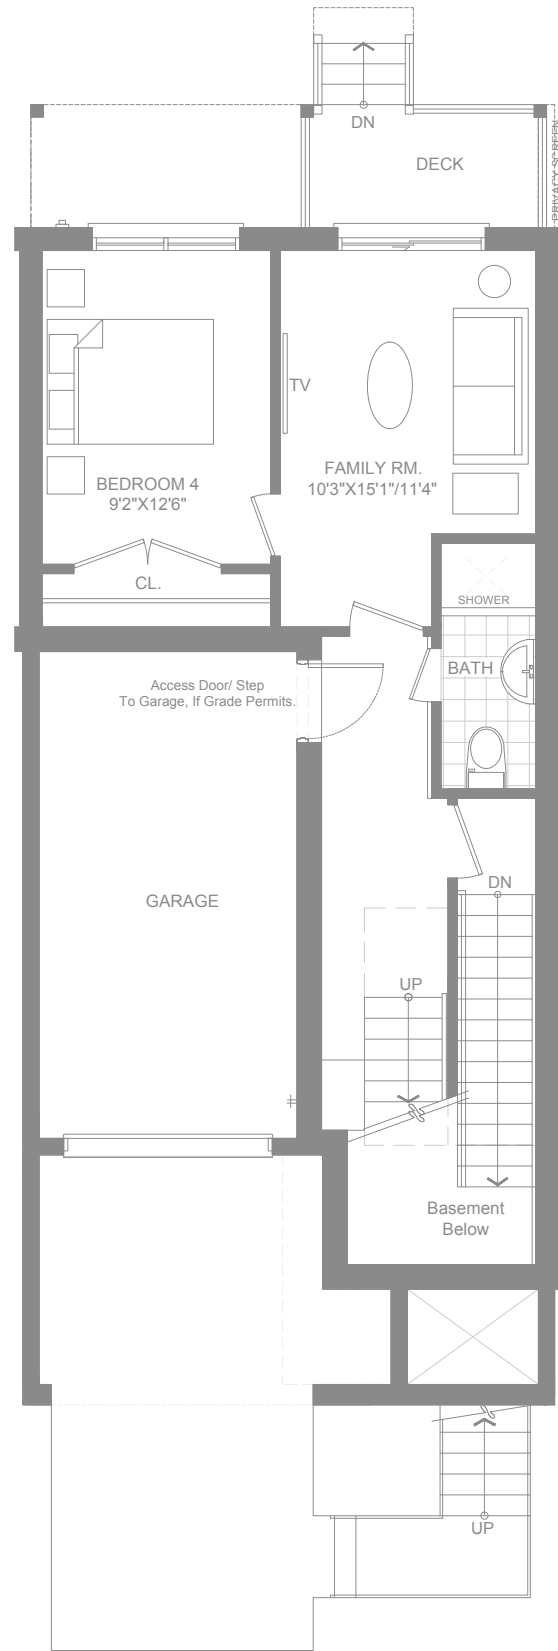 DN
DECK
PRIVACY SCREEN
TV
FAMILY RM.
10'3"X15'1"/11'4"
BEDROOM 4
9'2"X12'6"
CL.
SHOWER
BATH
Access Door/ Step
To Garage, If Grade Permits.
GARAGE
DN
UP
Basement
Below
UP